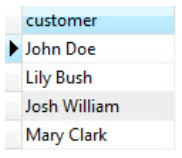 customer
John Doe
Lily Bush
Josh William
Mary Clark